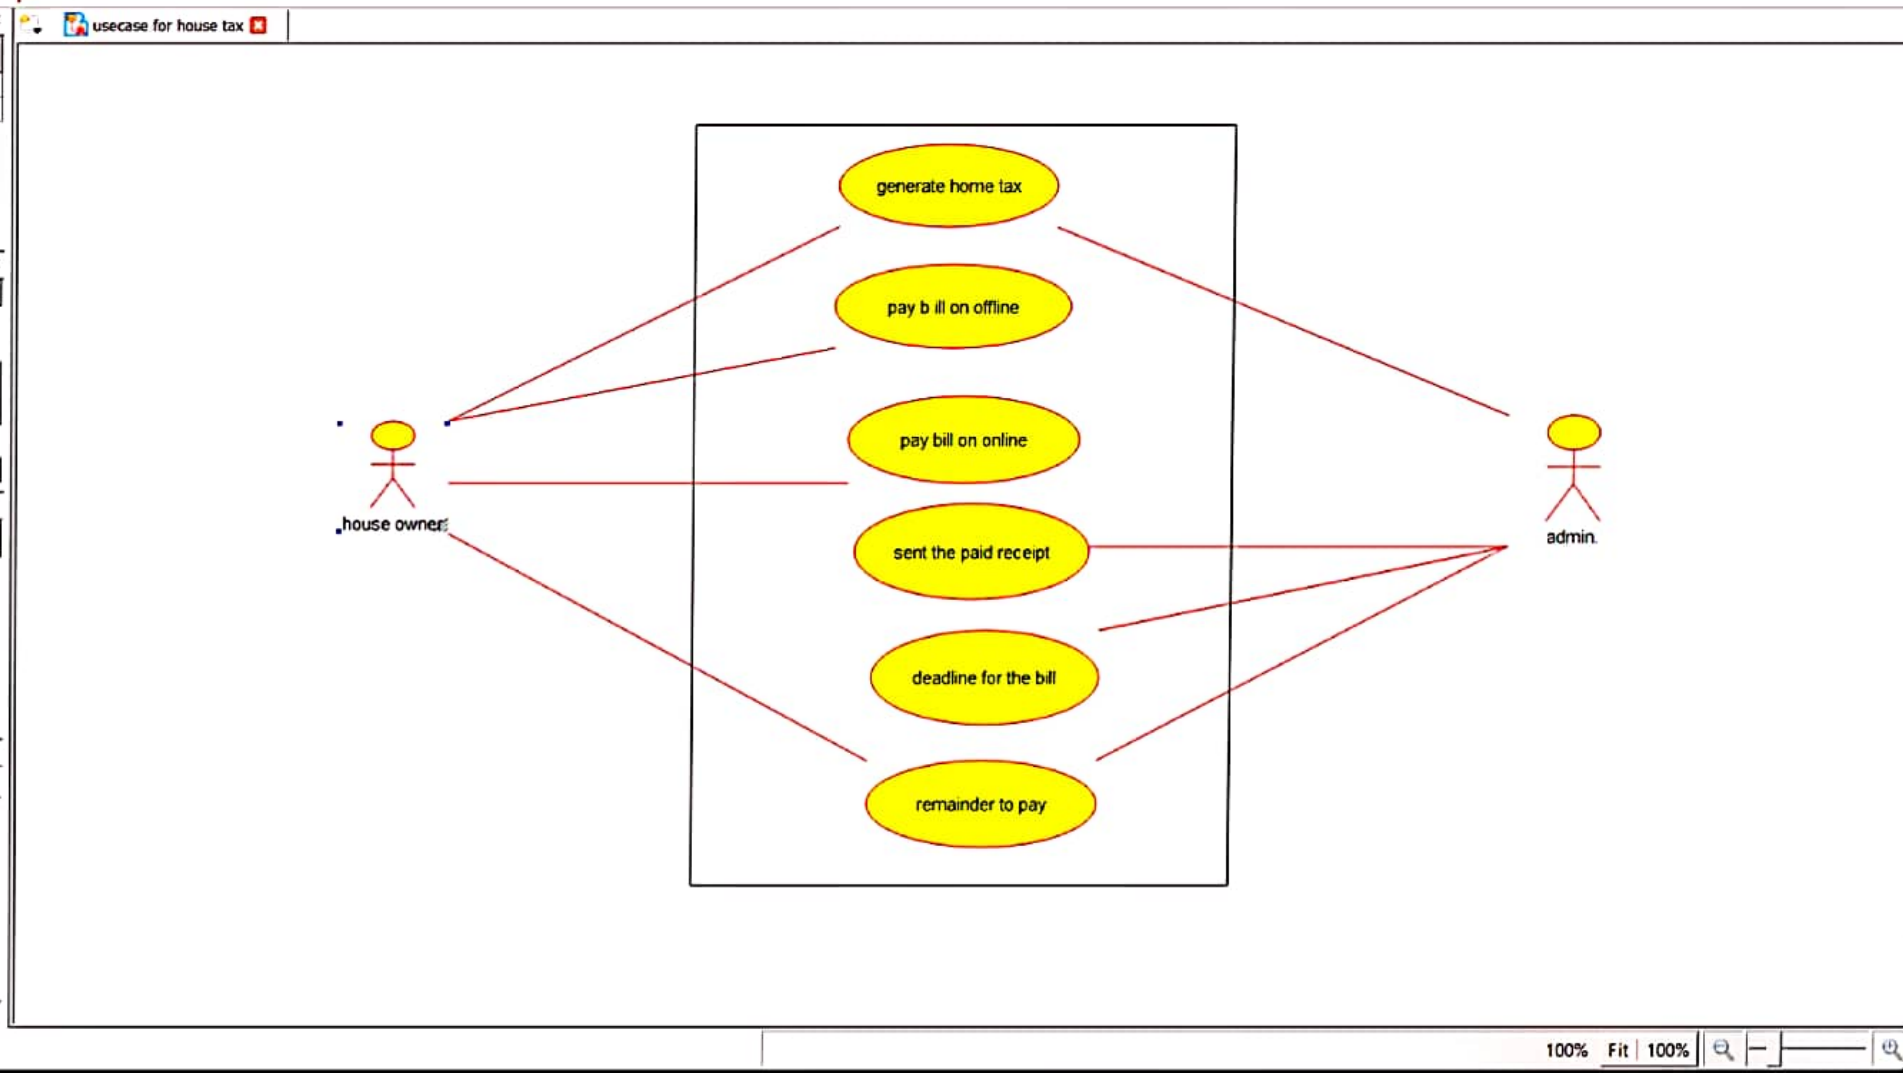 usecase for house tax
generate home tax
pay b ill on offline
pay bill on online
house owner
sent the paid receipt
admin.
deadline for the bill
remainder to pay
100% Fit 100%